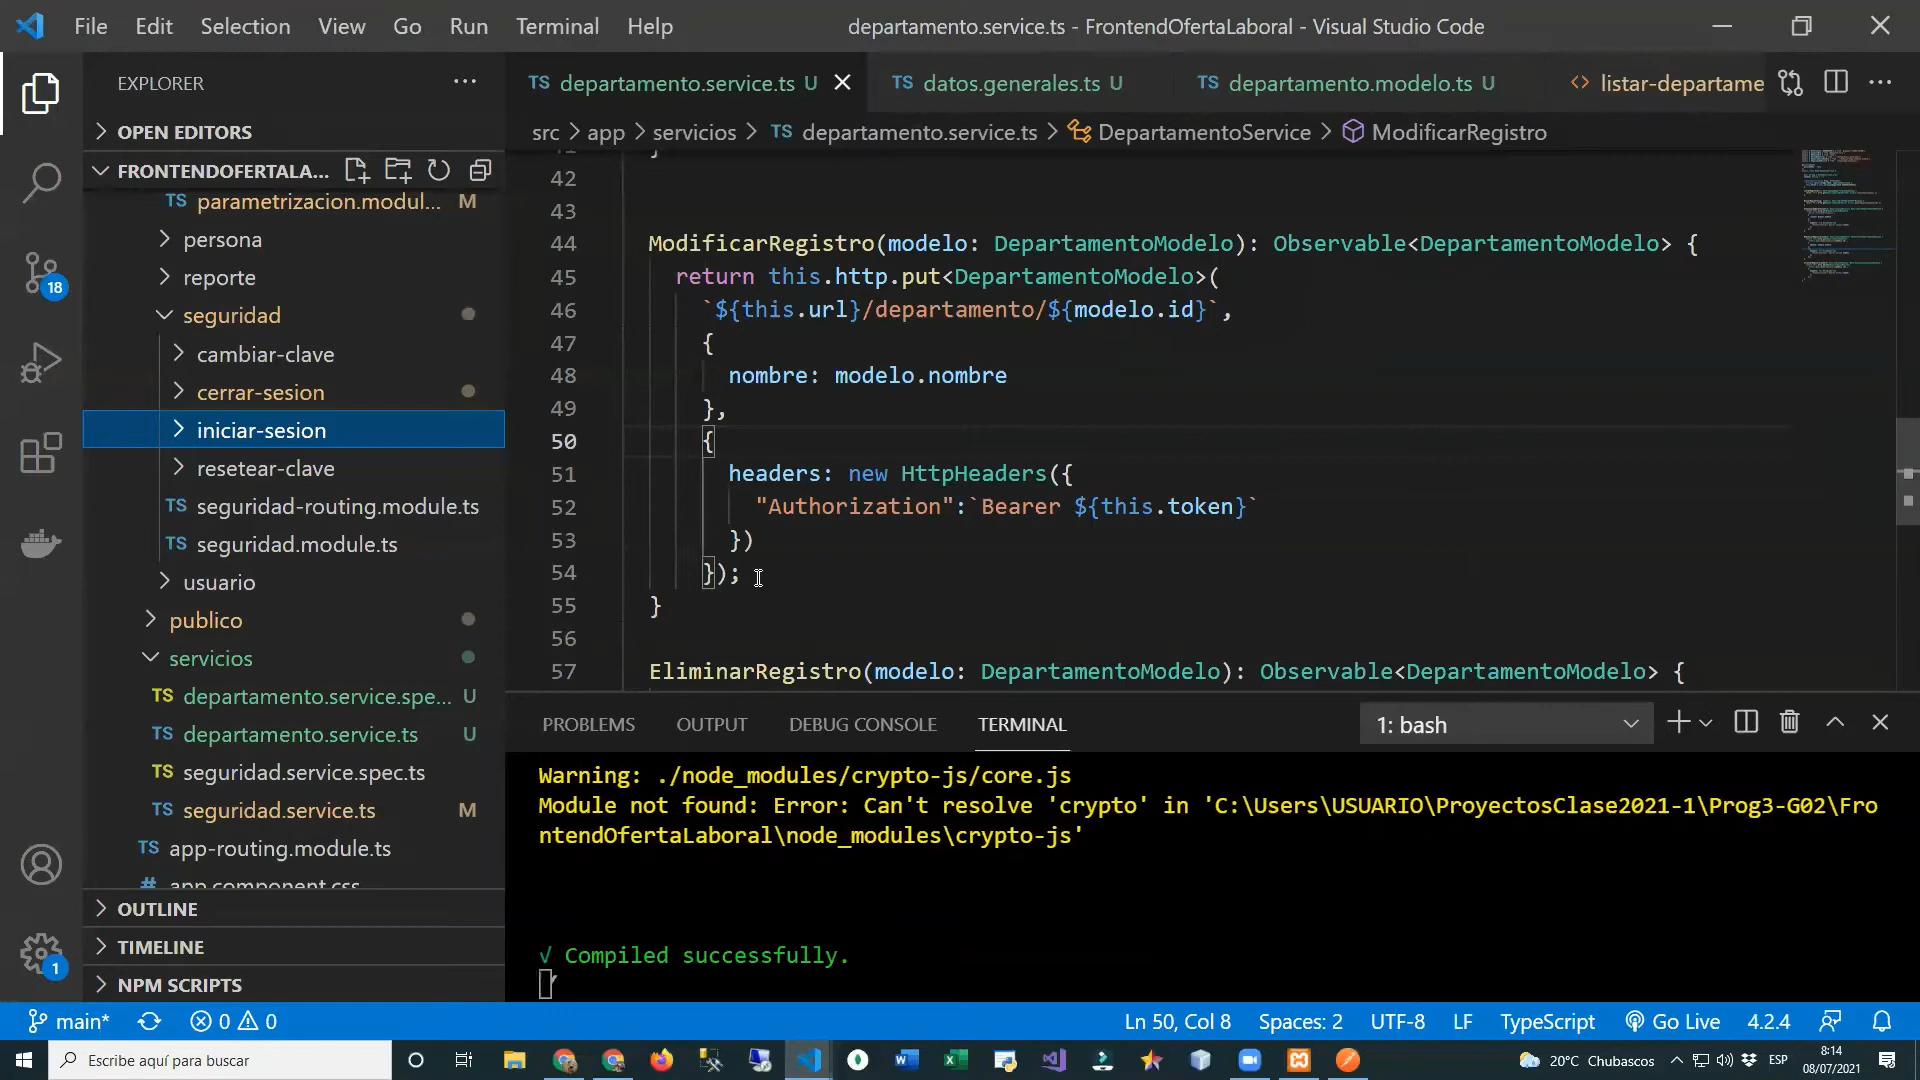 File Edit Selection View Go Run Terminal Help
departamento.service.ts - FrontendOfertaLaboral - Visual Studio Code
EXPLORER
OPEN EDITORS
FRONTENDOFERTALA...
TS parametrizacion.modul... M
persona
reporte
seguridad
cambiar-clave
cerrar-sesion
iniciar-sesion
resetear-clave
TS seguridad-routing.module.ts
TS seguridad.module.ts
usuario
publico
servicios
TS departamento.service.spe... U
TS departamento.service.ts U
TS seguridad.service.spec.ts
TS seguridad.service.ts M
TS app-routing.module.ts
# app.component.css
OUTLINE
TIMELINE
NPM SCRIPTS
18
1
TS departamento.service.ts U
TS datos.generales.ts U
TS departamento.modelo.ts U
<> listar-departame
src > app > servicios > TS departamento.service.ts > DepartamentoService > ModificarRegistro
41 }
42
43
44 ModificarRegistro(modelo: DepartamentoModelo): Observable<DepartamentoModelo> {
45 return this.http.put<DepartamentoModelo>(
46 `${this.url}/departamento/${modelo.id}`,
47 {
48 nombre: modelo.nombre
49 },
50 {
51 headers: new HttpHeaders({
52 "Authorization":`Bearer ${this.token}`
53 })
54 });
55 }
56
57 EliminarRegistro(modelo: DepartamentoModelo): Observable<DepartamentoModelo> {
PROBLEMS OUTPUT DEBUG CONSOLE TERMINAL
1: bash
Warning: ./node_modules/crypto-js/core.js
Module not found: Error: Can't resolve 'crypto' in 'C:\Users\USUARIO\ProyectosClase2021-1\Prog3-G02\Fro
ntendOfertaLaboral\node_modules\crypto-js'
√ Compiled successfully.
main* 0 0
Ln 50, Col 8 Spaces: 2 UTF-8 LF TypeScript Go Live 4.2.4
Escribe aquí para buscar
20°C Chubascos ESP
8:14
08/07/2021